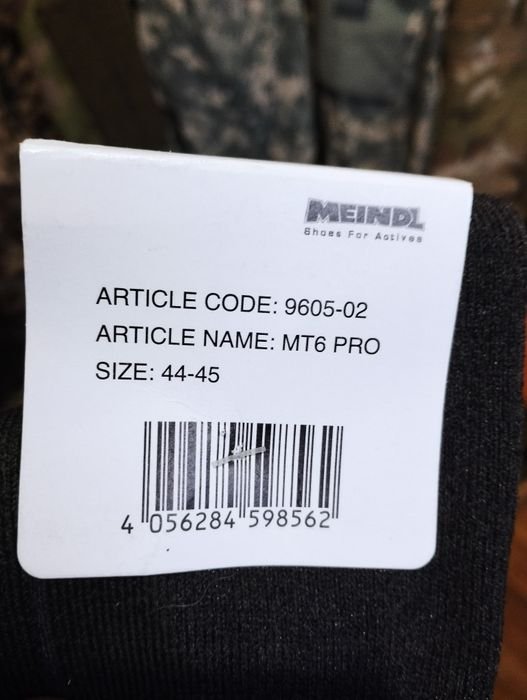 MEINDL
Shoes For Actives
ARTICLE CODE: 9605-02
ARTICLE NAME: MT6 PRO
SIZE: 44-45
4 056284 598562